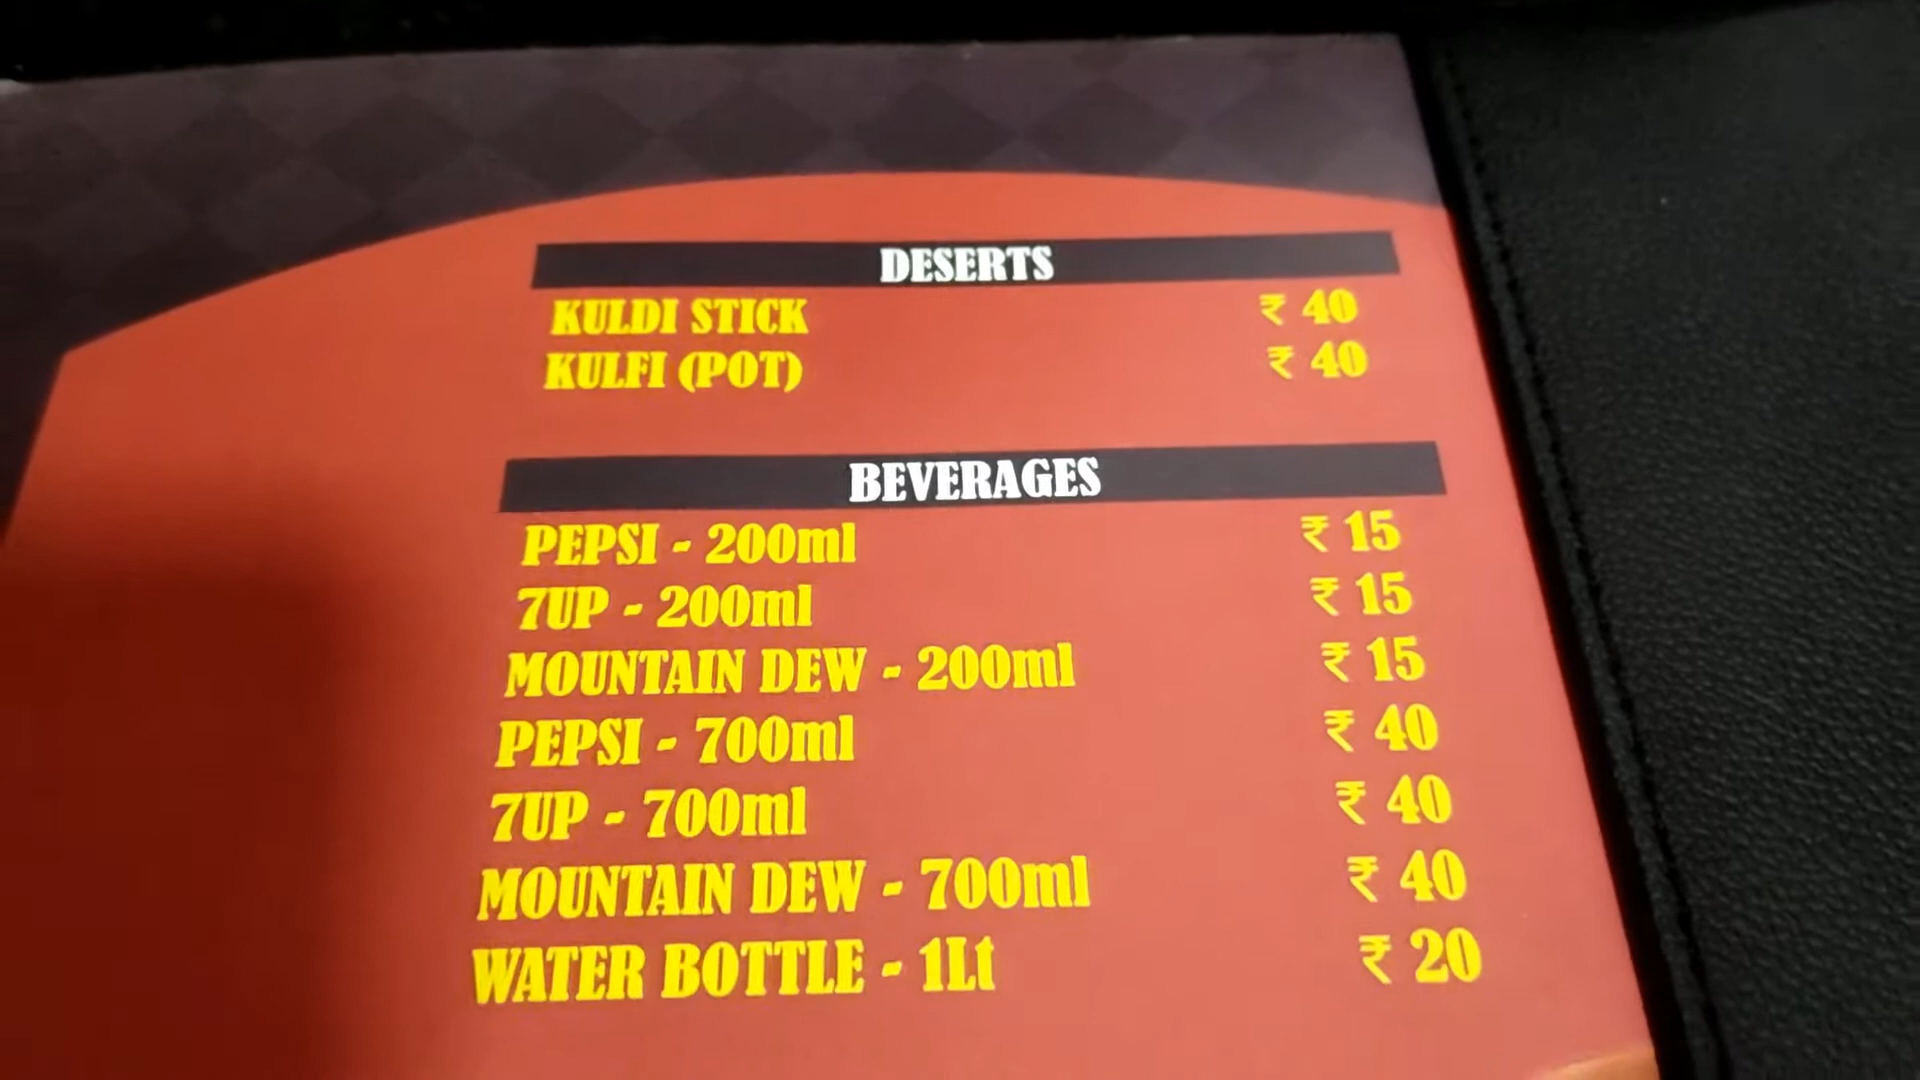 DESERTS
KULDI STICK ₹ 40
KULFI (POT) ₹ 40
BEVERAGES
PEPSI - 200ml ₹ 15
7UP - 200ml ₹ 15
MOUNTAIN DEW - 200ml ₹ 15
PEPSI - 700ml ₹ 40
7UP - 700ml ₹ 40
MOUNTAIN DEW - 700ml ₹ 40
WATER BOTTLE - 1Lt ₹ 20